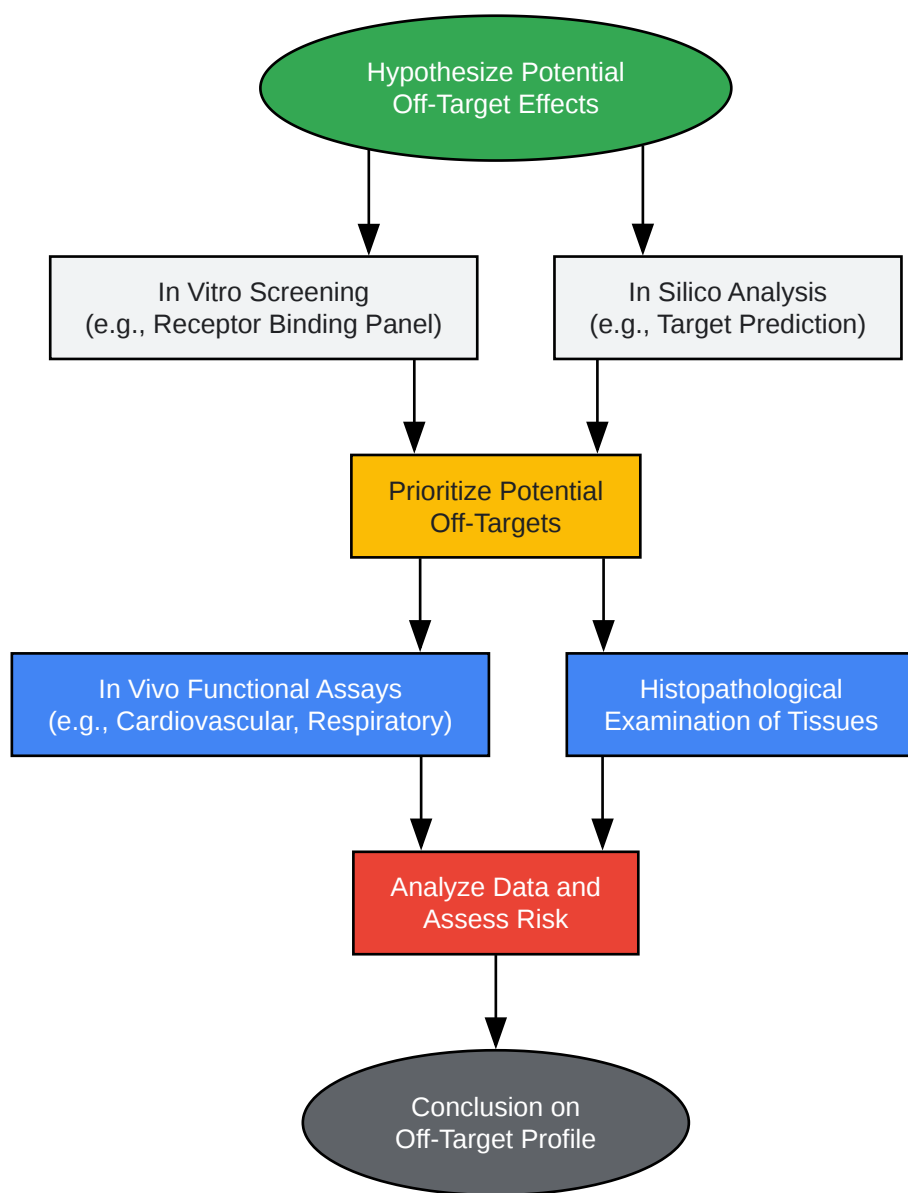 Hypothesize Potential
Off-Target Effects
In Vitro Screening
(e.g., Receptor Binding Panel)
In Silico Analysis
(e.g., Target Prediction)
Prioritize Potential
Off-Targets
In Vivo Functional Assays
(e.g., Cardiovascular, Respiratory)
Histopathological
Examination of Tissues
Analyze Data and
Assess Risk
Conclusion on
Off-Target Profile